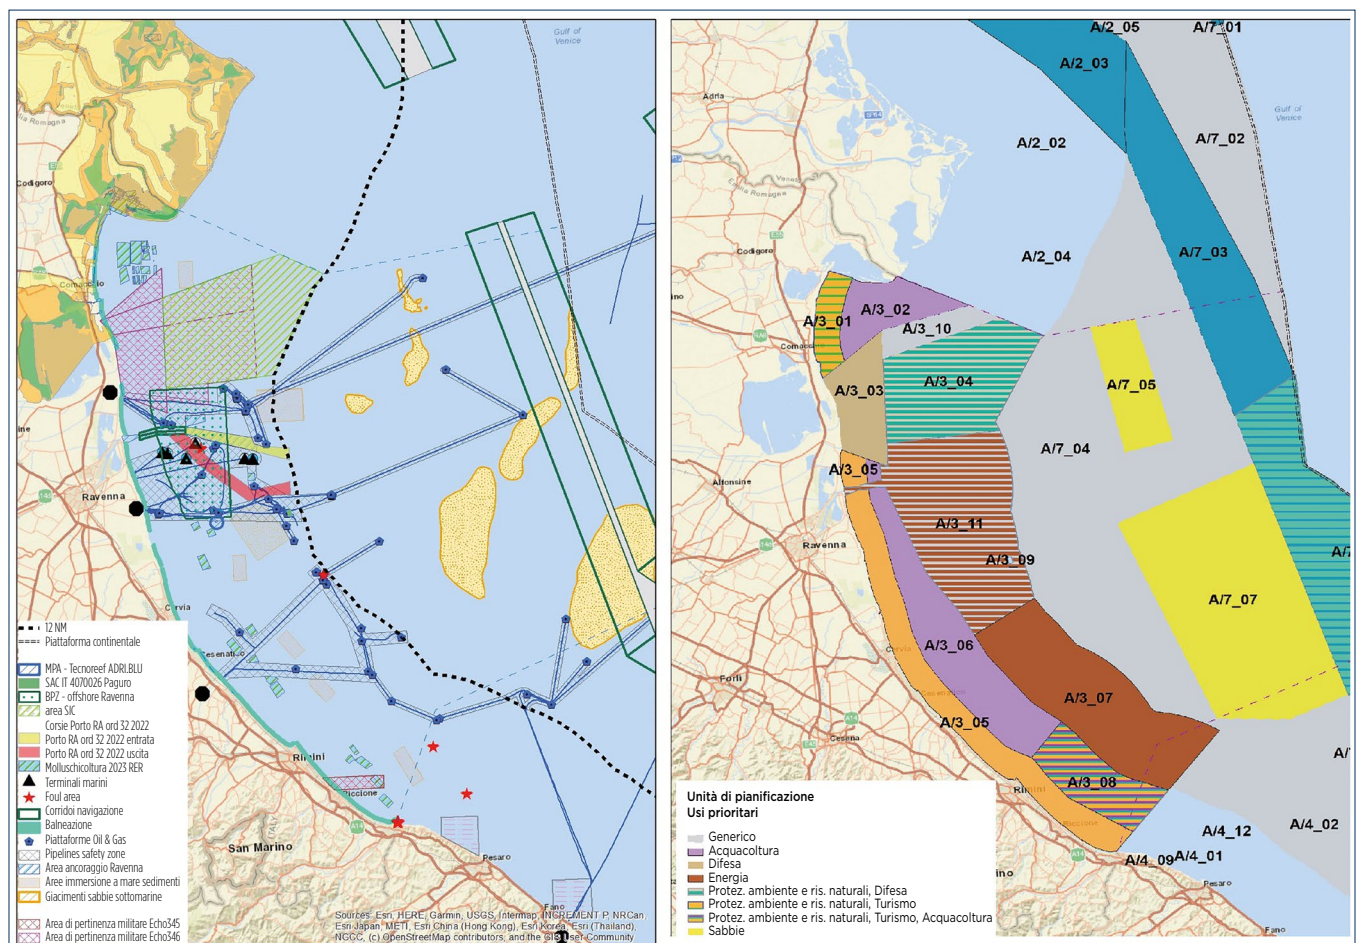 Gulf of
Venice
Emilia Romagna
Codigoro
Comacchio
Ravenna
Cervia
Cesenatico
Rimini
Riccione
San Marino
ITALY
A14
Pesaro
Fano
12 NM
Piattaforma continentale
MPA - Tecnoreef ADRI.BLU
SAC IT 4070026 Paguro
BPZ - offshore Ravenna
area SIC
Corsie Porto RA ord 32 2022
Porto RA ord 32 2022 entrata
Porto RA ord 32 2022 uscita
Molluschicoltura 2023 RER
Terminali marini
Foul area
Corridoi navigazione
Balneazione
Piattaforme Oil & Gas
Pipelines safety zone
Area ancoraggio Ravenna
Aree immersione a mare sedimenti
Giacimenti sabbie sottomarine
Area di pertinenza militare Echo345
Area di pertinenza militare Echo346
Sources: Esri, HERE, Garmin, USGS, Intermap, INCREMENT P, NRCan,
Esri Japan, METI, Esri China (Hong Kong), Esri Korea, Esri (Thailand),
NGCC, (c) OpenStreetMap contributors, and the GIS User Community
A/2_05
A/7_01
A/2_03
Adria
Gulf of
Venice
A/2_02
A/7_02
Emilia Romagna
Codigoro
A/7_03
A/2_04
A/3_02
A/3_01
A/3_10
Comacchio
A/3_04
A/7_05
A/3_03
A/7_04
A/3_05
Alfonsine
A/3_11
Ravenna
A/3_09
A/7_07
A/3_06
Cervia
Forlì
Cesenatico
A/3_07
A/3_05
Cesena
A14
A/3_08
Rimini
Riccione
A/4_12
A/4_02
A/4_09
A/4_01
Pesaro
Fano
Unità di pianificazione
Usi prioritari
Generico
Acquacoltura
Difesa
Energia
Protez. ambiente e ris. naturali, Difesa
Protez. ambiente e ris. naturali, Turismo
Protez. ambiente e ris. naturali, Turismo, Acquacoltura
Sabbie